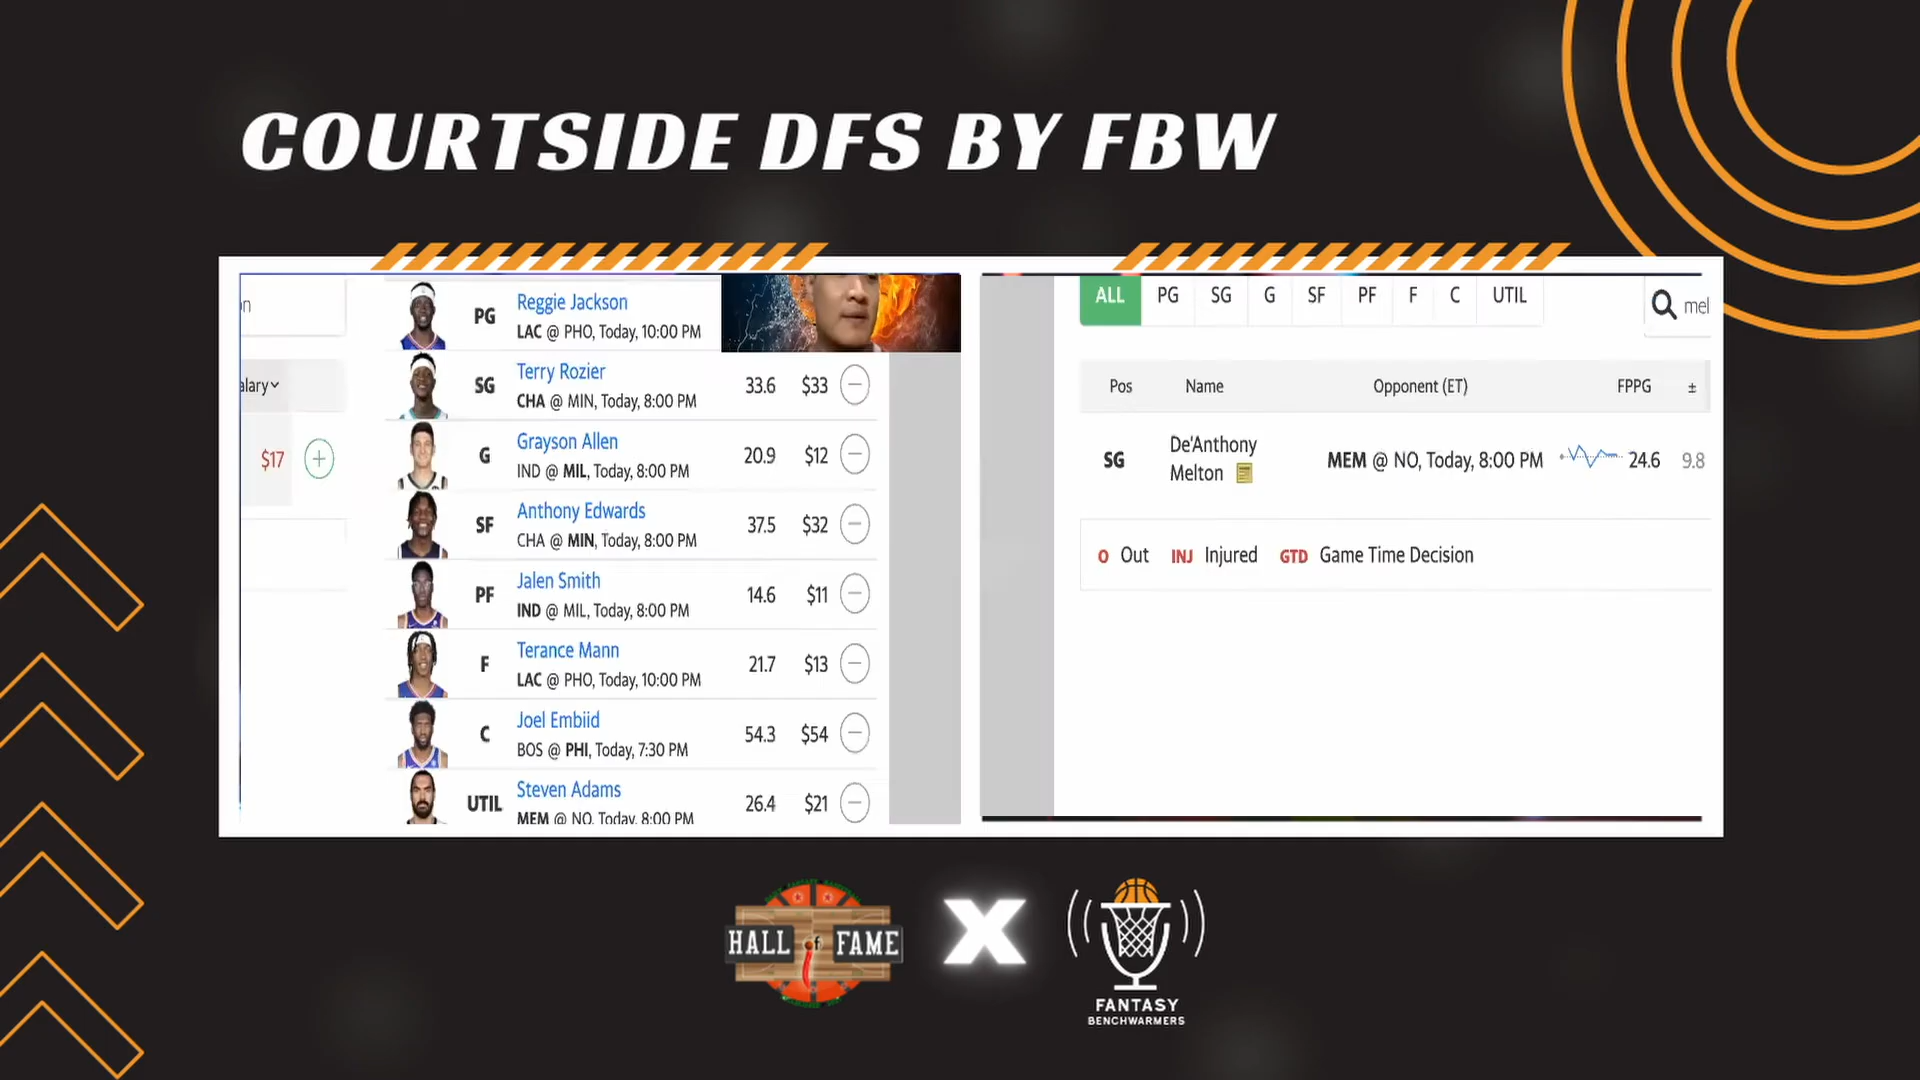 COURTSIDE DFS BY FBW
PG
Reggie Jackson
LAC @ PHO, Today, 10:00 PM
alary
$17
SG
Terry Rozier
CHA @ MIN, Today, 8:00 PM
33.6
$33
G
Grayson Allen
IND @ MIL, Today, 8:00 PM
20.9
$12
SF
Anthony Edwards
CHA @ MIN, Today, 8:00 PM
37.5
$32
PF
Jalen Smith
IND @ MIL, Today, 8:00 PM
14.6
$11
F
Terance Mann
LAC @ PHO, Today, 10:00 PM
21.7
$13
C
Joel Embiid
BOS @ PHI, Today, 7:30 PM
54.3
$54
UTIL
Steven Adams
MEM @ NO, Today, 8:00 PM
26.4
$21
ALL PG SG G SF PF F C UTIL
mel
Pos Name Opponent (ET) FPPG ±
SG
De'Anthony
Melton
MEM @ NO, Today, 8:00 PM
24.6
9.8
O Out INJ Injured GTD Game Time Decision
HALL of FAME
X
FANTASY
BENCHWARMERS